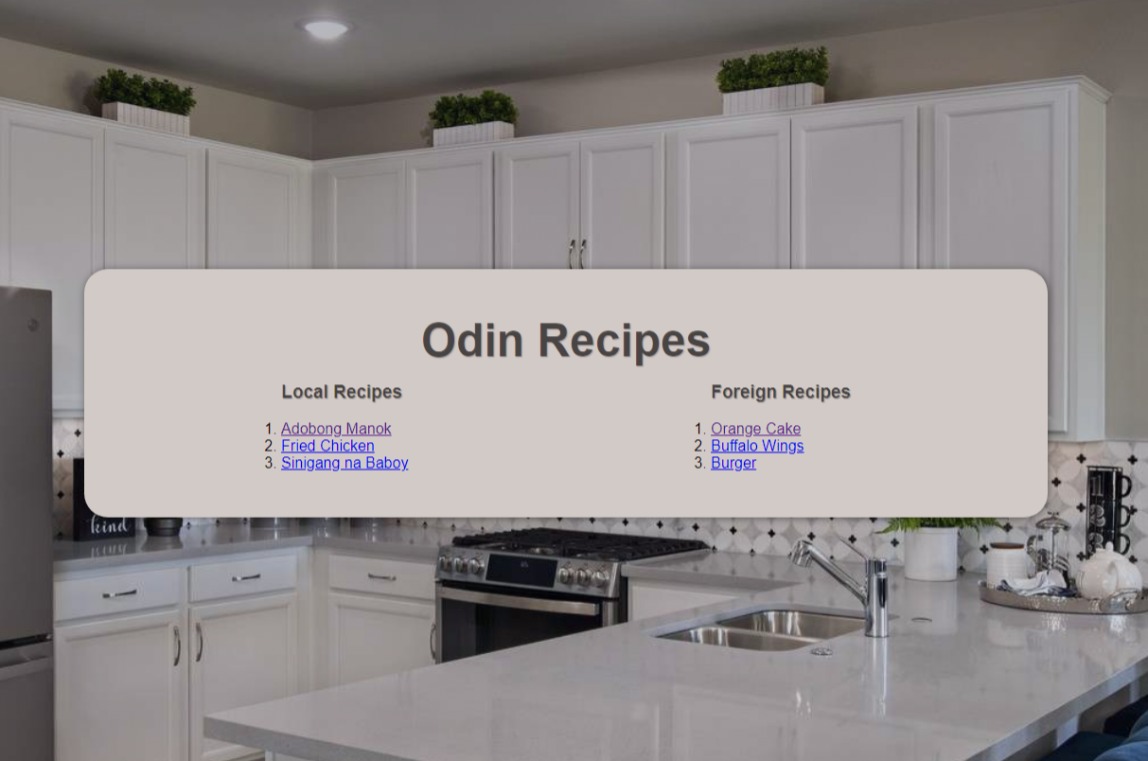 Odin Recipes
Local Recipes
1. Adobong Manok
2. Fried Chicken
3. Sinigang na Baboy
Foreign Recipes
1. Orange Cake
2. Buffalo Wings
3. Burger
kind